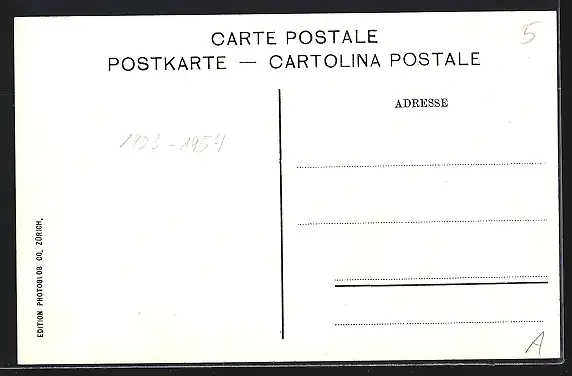 CARTE POSTALE
POSTKARTE — CARTOLINA POSTALE
5
ADRESSE
1903-1954
EDITION PHOTOGLOB CO, ZÜRICH.
A